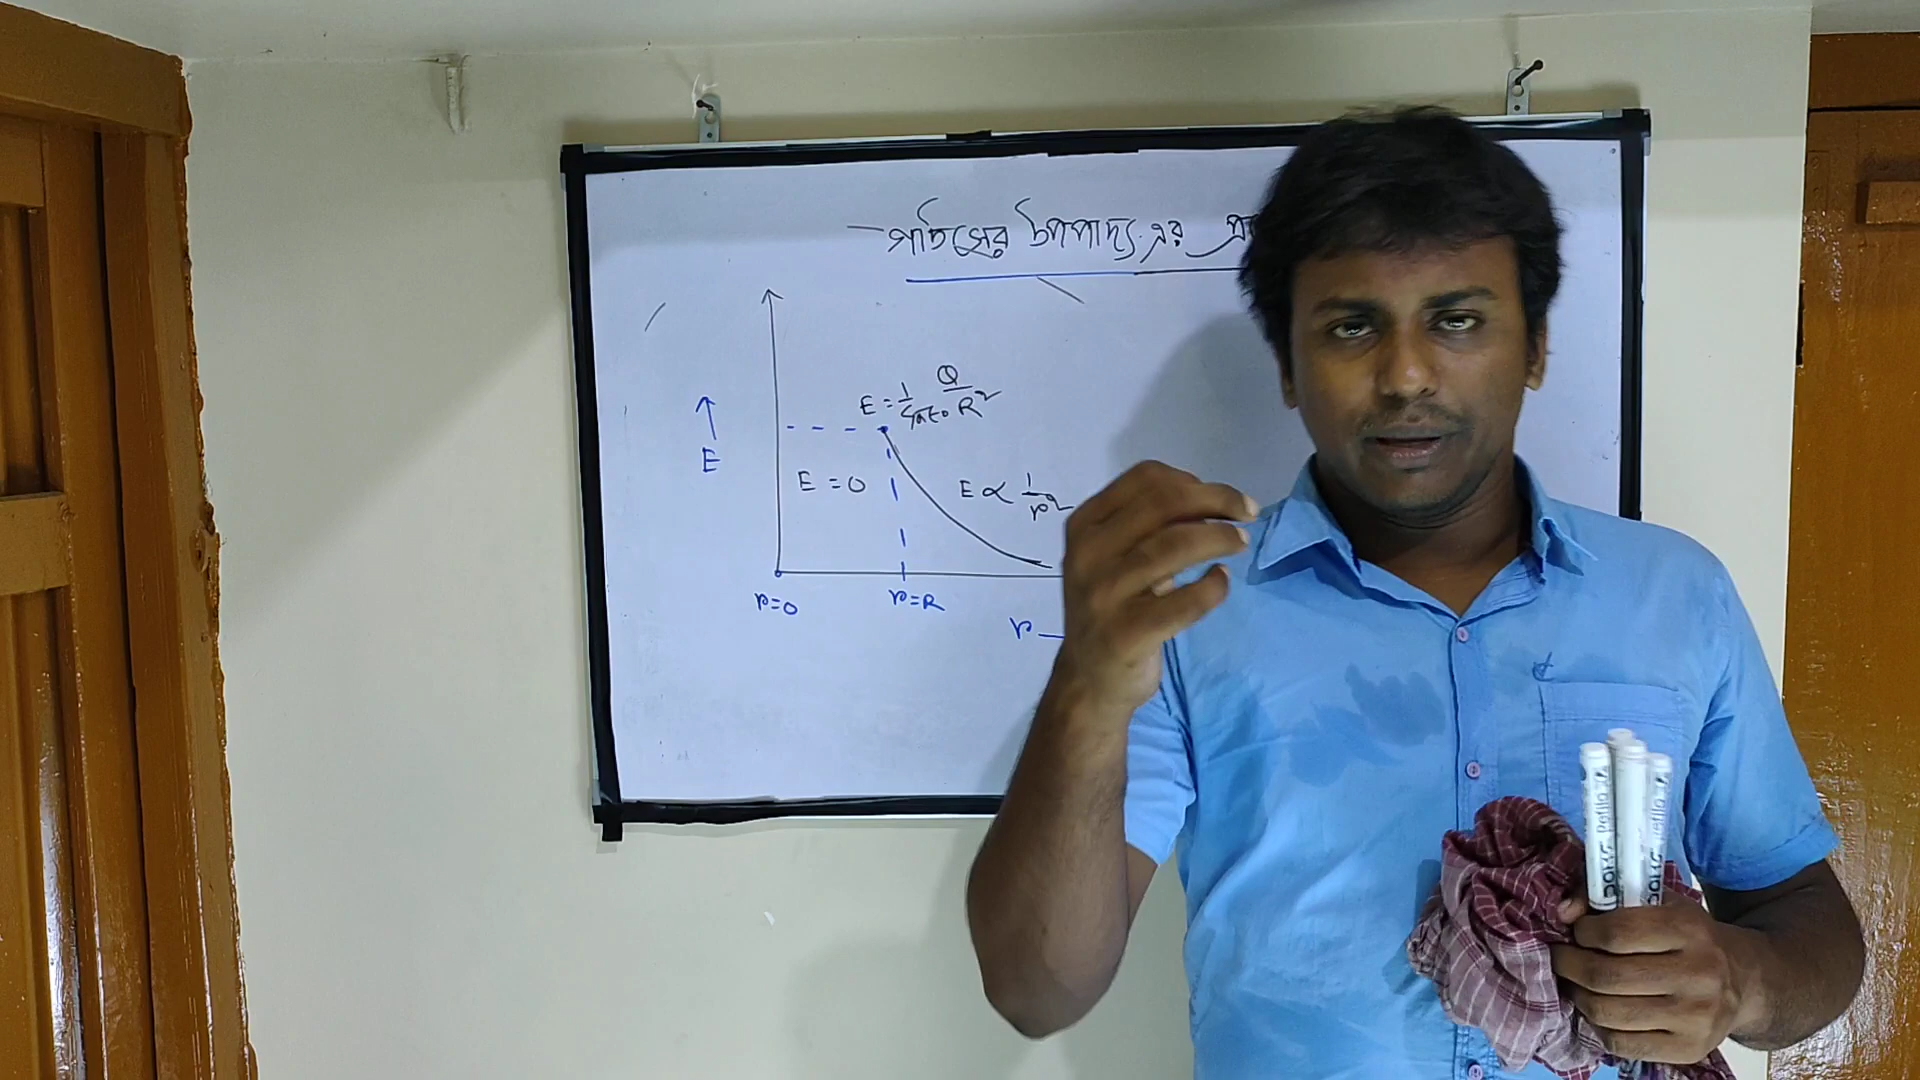 গাউসের উপপাদ্য-এর
E = 1/4πε₀ Q/R²
↑
E
E = 0
E ∝ 1/r²
r=0
r=R
r